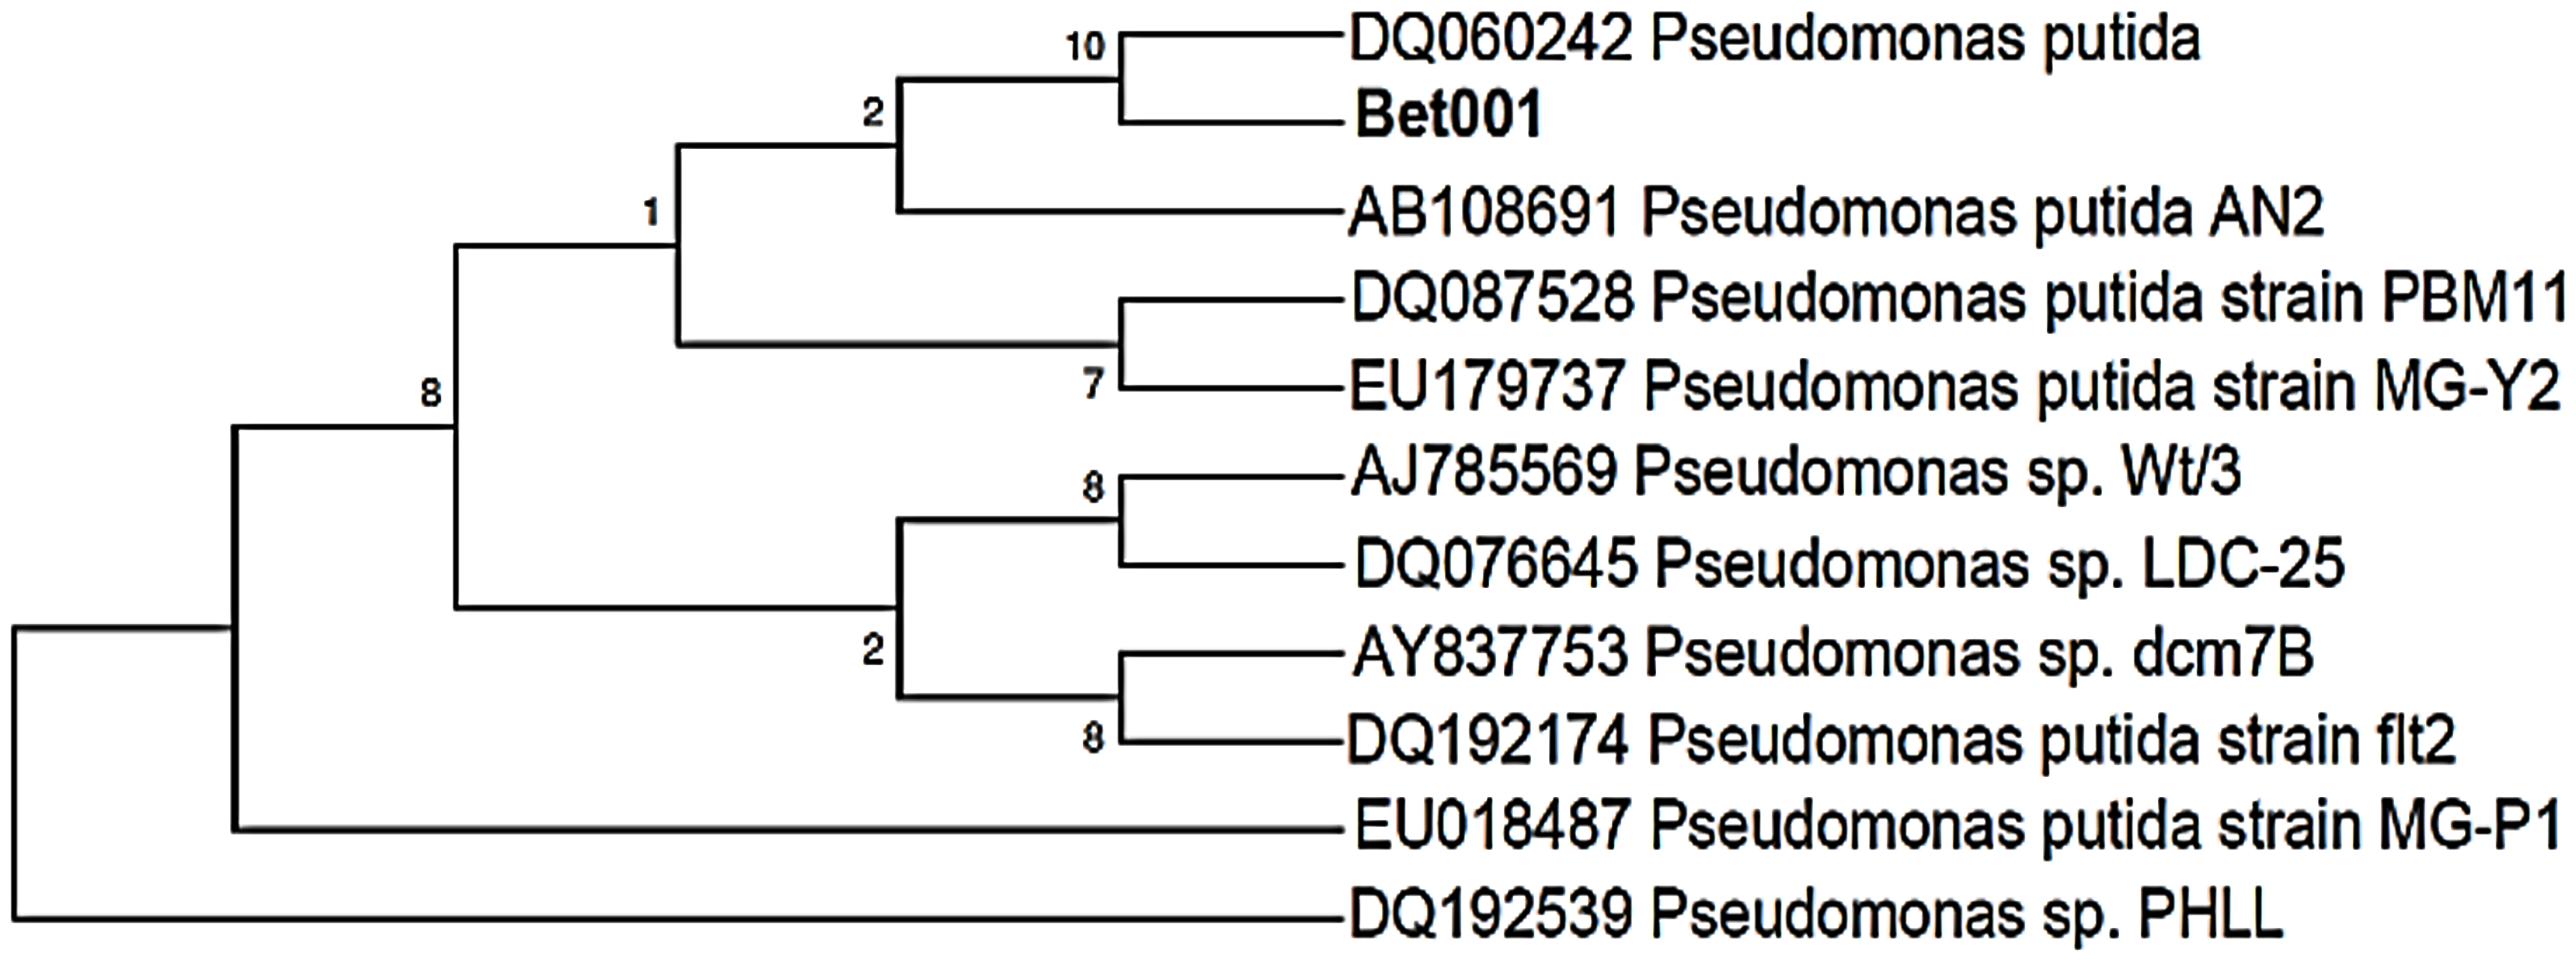 10
DQ060242 Pseudomonas putida
2
Bet001
1
AB108691 Pseudomonas putida AN2
DQ087528 Pseudomonas putida strain PBM11
7
EU179737 Pseudomonas putida strain MG-Y2
8
8
AJ785569 Pseudomonas sp. Wt/3
DQ076645 Pseudomonas sp. LDC-25
2
AY837753 Pseudomonas sp. dcm7B
8
DQ192174 Pseudomonas putida strain flt2
EU018487 Pseudomonas putida strain MG-P1
DQ192539 Pseudomonas sp. PHLL